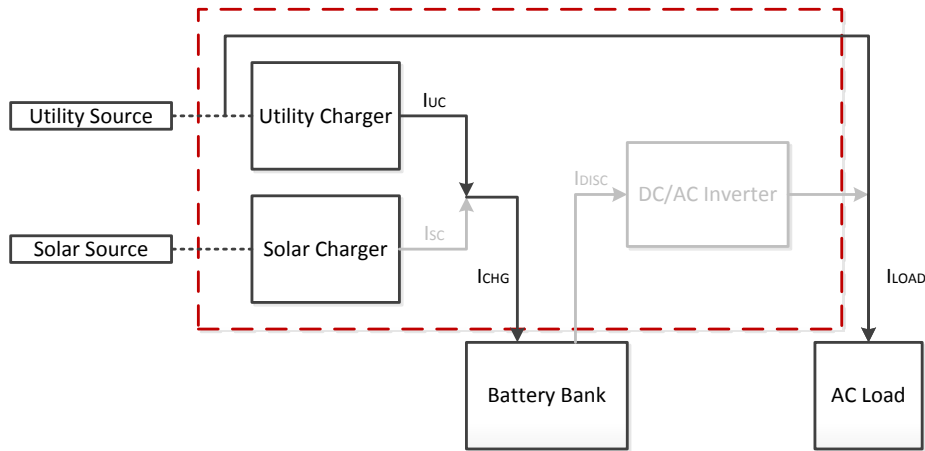 Utility Source
Utility Charger
IUC
Solar Source
Solar Charger
ISC
ICHG
IDISC
DC/AC Inverter
ILOAD
Battery Bank
AC Load